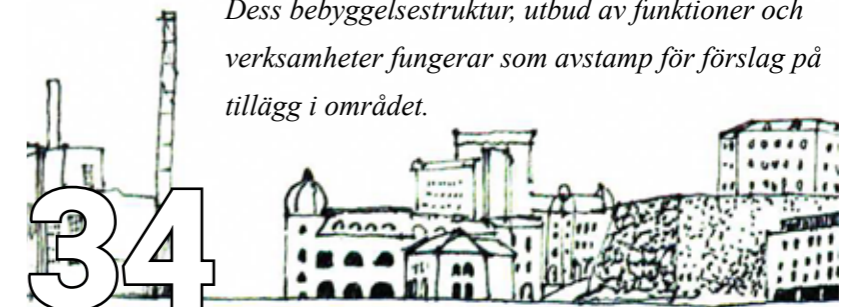 Dess bebyggelsestruktur, utbud av funktioner och
verksamheter fungerar som avstamp för förslag på
tillägg i området.
34